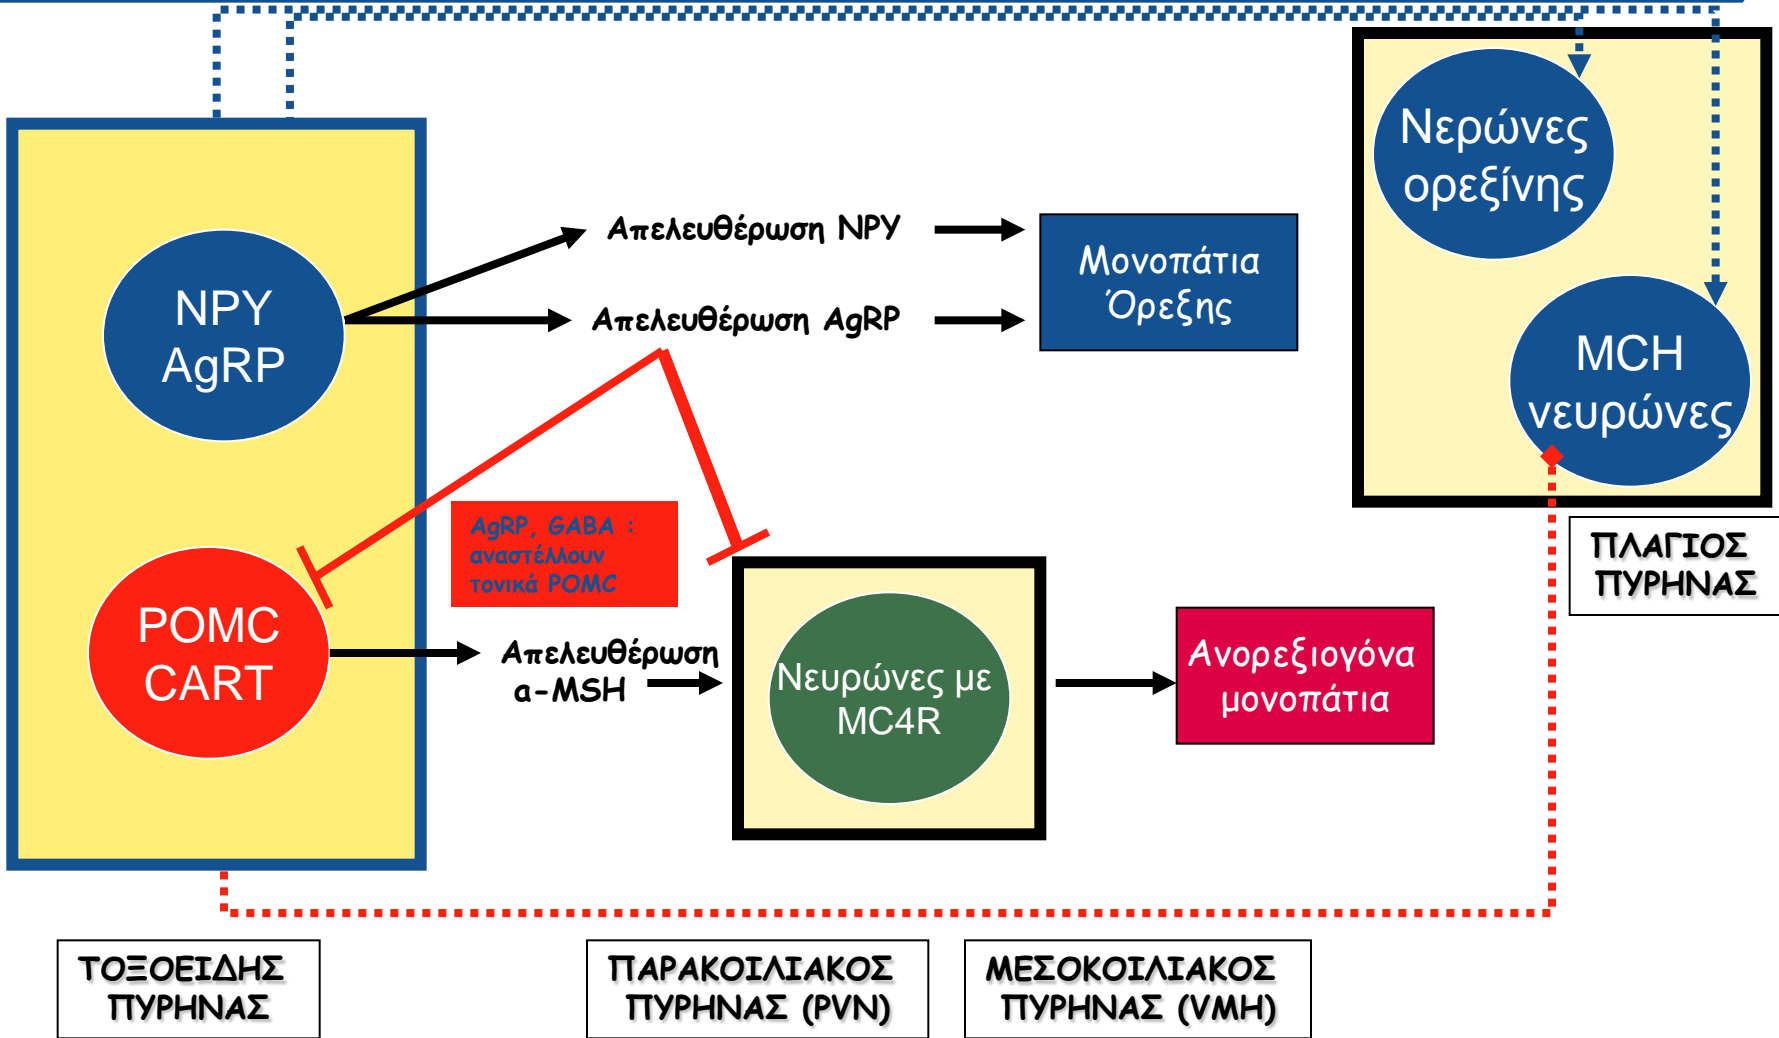 Νερώνες
ορεξίνης
Απελευθέρωση NPY
Μονοπάτια
Όρεξης
NPY
AgRP
Απελευθέρωση AgRP
MCH
νευρώνες
AgRP, GABA :
αναστέλλουν
τονικά POMC
ΠΛΑΓΙΟΣ
ΠΥΡΗΝΑΣ
POMC
CART
Απελευθέρωση
α-MSH
Νευρώνες με
MC4R
Ανορεξιογόνα
μονοπάτια
ΤΟΞΟΕΙΔΗΣ
ΠΥΡΗΝΑΣ
ΠΑΡΑΚΟΙΛΙΑΚΟΣ
ΠΥΡΗΝΑΣ (PVN)
ΜΕΣΟΚΟΙΛΙΑΚΟΣ
ΠΥΡΗΝΑΣ (VMH)